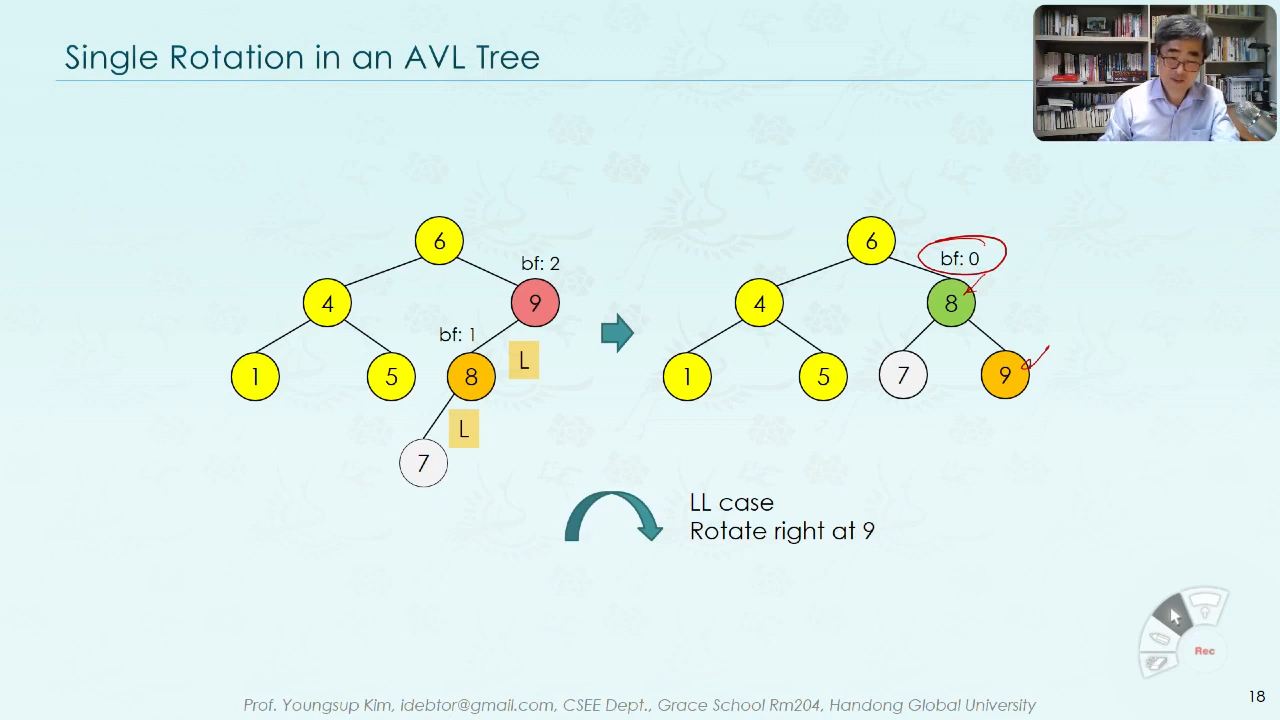 Single Rotation in an AVL Tree
6
bf: 2
4
9
bf: 1
L
1
5
8
L
7
6
bf: 0
4
8
1
5
7
9
LL case
Rotate right at 9
Rec
18
Prof. Youngsup Kim, idebtor@gmail.com, CSEE Dept., Grace School Rm204, Handong Global University